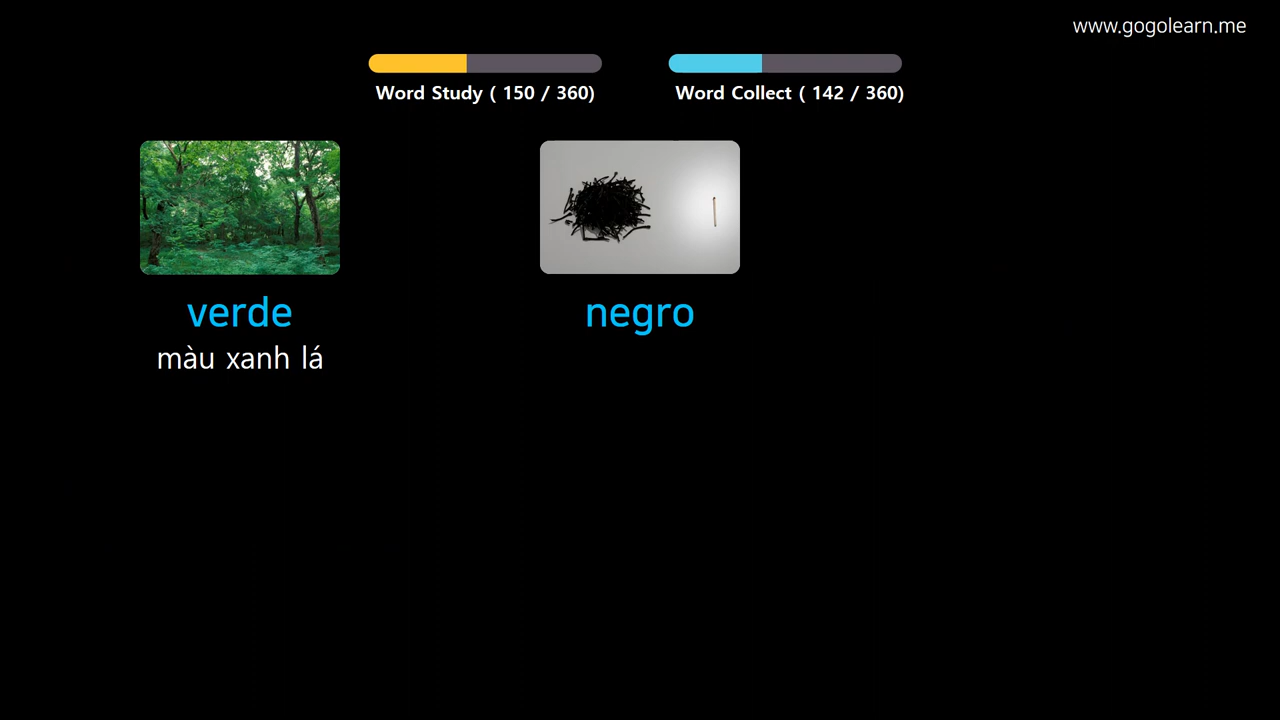 www.gogolearn.me
Word Study ( 150 / 360)
Word Collect ( 142 / 360)
verde
màu xanh lá
negro